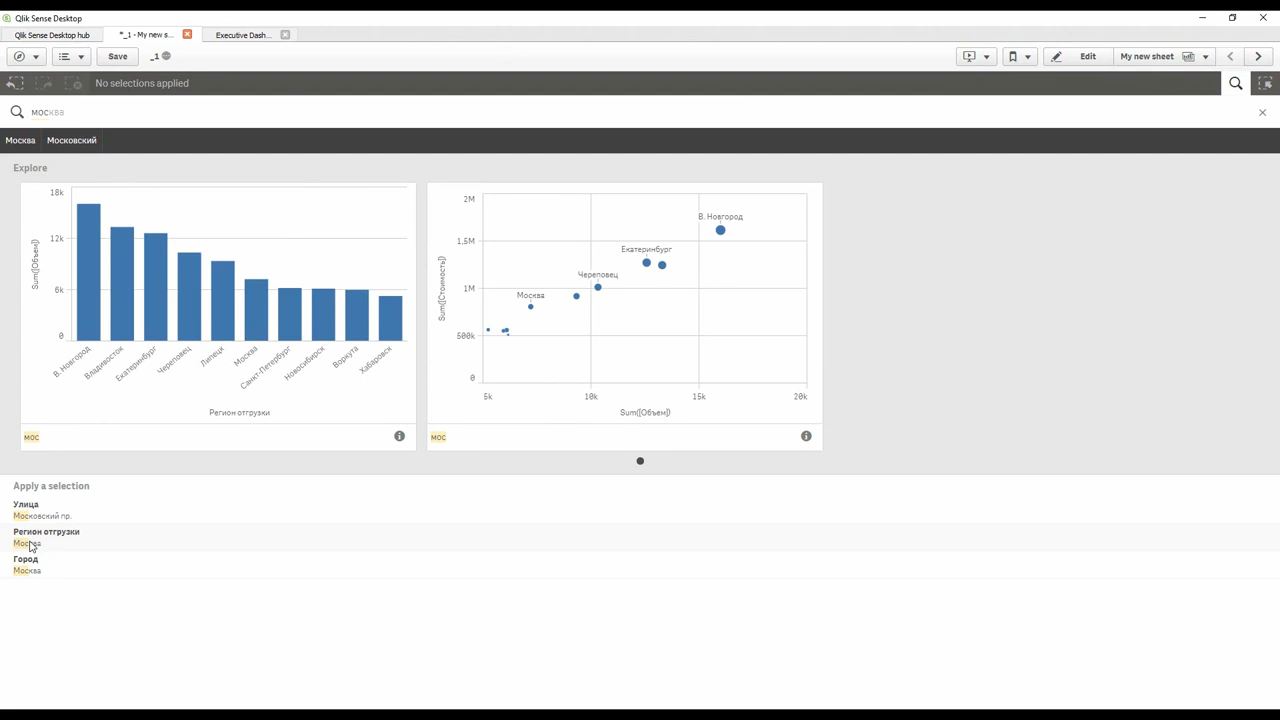 Qlik Sense Desktop
Qlik Sense Desktop hub
*_1 - My new s...
Executive Dash...
Save
_1
Edit
My new sheet
No selections applied
москва
Москва
Московский
Explore
18k
12k
6k
0
Sum([Объем])
В. Новгород
Владивосток
Екатеринбург
Череповец
Липецк
Москва
Санкт-Петербург
Новосибирск
Воркута
Хабаровск
Регион отгрузки
мос
2M
1,5M
1M
500k
0
Sum([Стоимость])
В. Новгород
Екатеринбург
Череповец
Москва
5k
10k
15k
20k
Sum([Объем])
мос
Apply a selection
Улица
Московский пр.
Регион отгрузки
Москва
Город
Москва